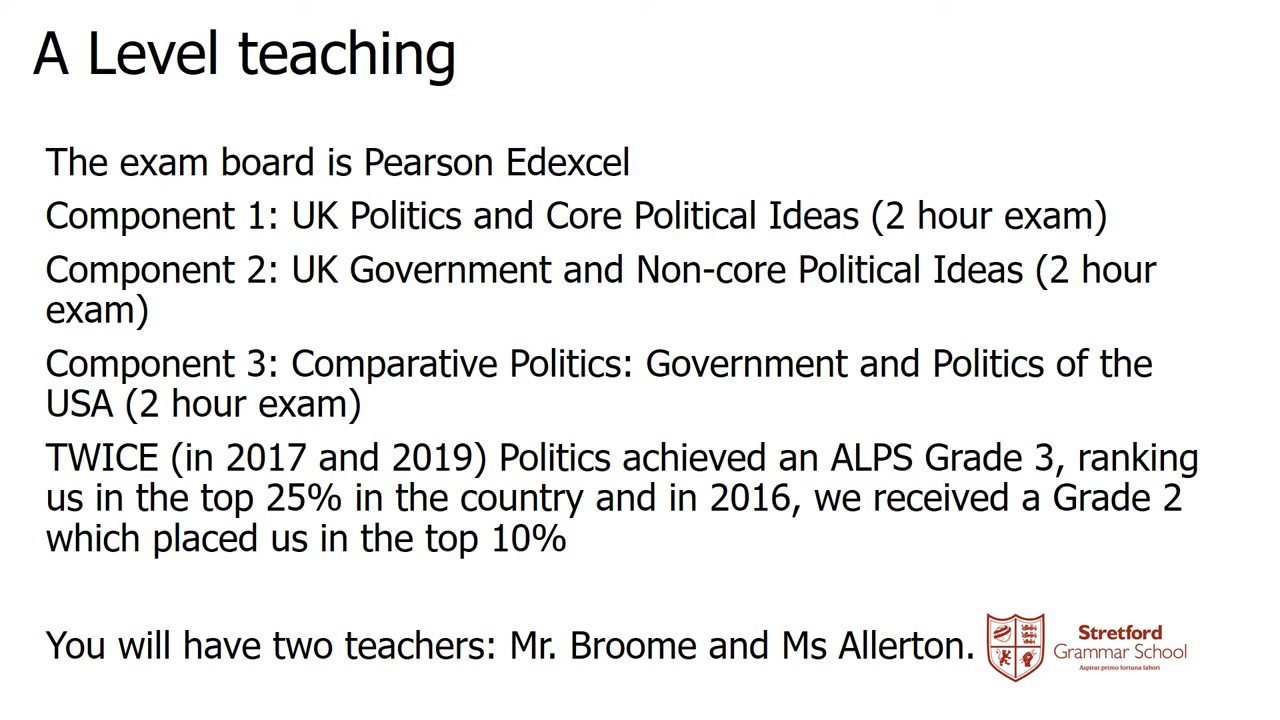 A Level teaching
The exam board is Pearson Edexcel
Component 1: UK Politics and Core Political Ideas (2 hour exam)
Component 2: UK Government and Non-core Political Ideas (2 hour
exam)
Component 3: Comparative Politics: Government and Politics of the
USA (2 hour exam)
TWICE (in 2017 and 2019) Politics achieved an ALPS Grade 3, ranking
us in the top 25% in the country and in 2016, we received a Grade 2
which placed us in the top 10%
You will have two teachers: Mr. Broome and Ms Allerton.
Stretford
Grammar School
Aspirat primo fortuna labori